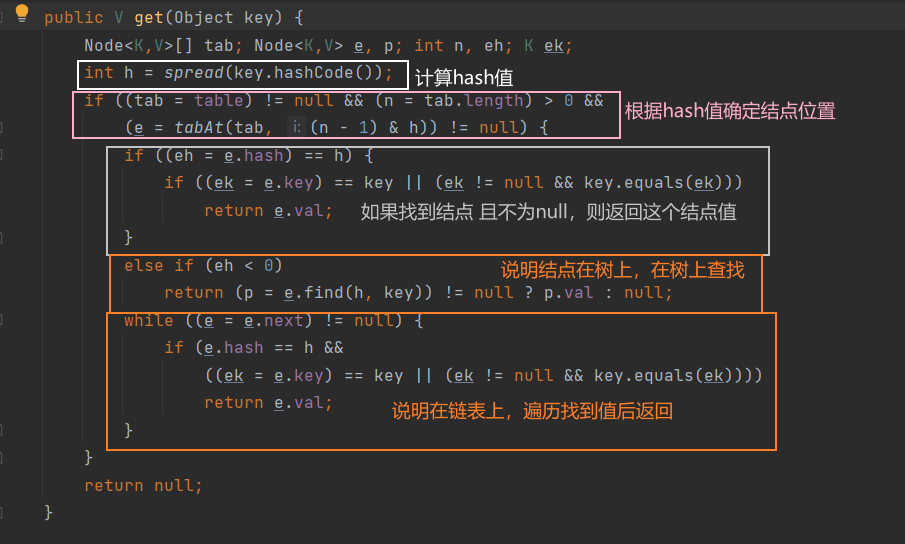 public V get(Object key) {
Node<K,V>[] tab; Node<K,V> e, p; int n, eh; K ek;
int h = spread(key.hashCode()); 计算hash值
if ((tab = table) != null && (n = tab.length) > 0 &&
(e = tabAt(tab, i: (n - 1) & h)) != null) { 根据hash值确定结点位置
if ((eh = e.hash) == h) {
if ((ek = e.key) == key || (ek != null && key.equals(ek)))
return e.val; 如果找到结点 且不为null，则返回这个结点值
}
else if (eh < 0) 说明结点在树上，在树上查找
return (p = e.find(h, key)) != null ? p.val : null;
while ((e = e.next) != null) {
if (e.hash == h &&
((ek = e.key) == key || (ek != null && key.equals(ek))))
return e.val; 说明在链表上，遍历找到值后返回
}
}
return null;
}